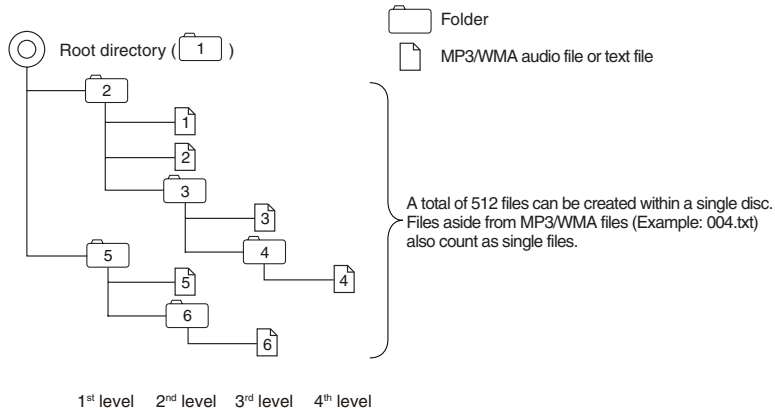 Folder
Root directory ( 1 )
MP3/WMA audio file or text file
2
1
2
3
3
A total of 512 files can be created within a single disc.
Files aside from MP3/WMA files (Example: 004.txt)
also count as single files.
4
5
4
5
6
6
1st level 2nd level 3rd level 4th level